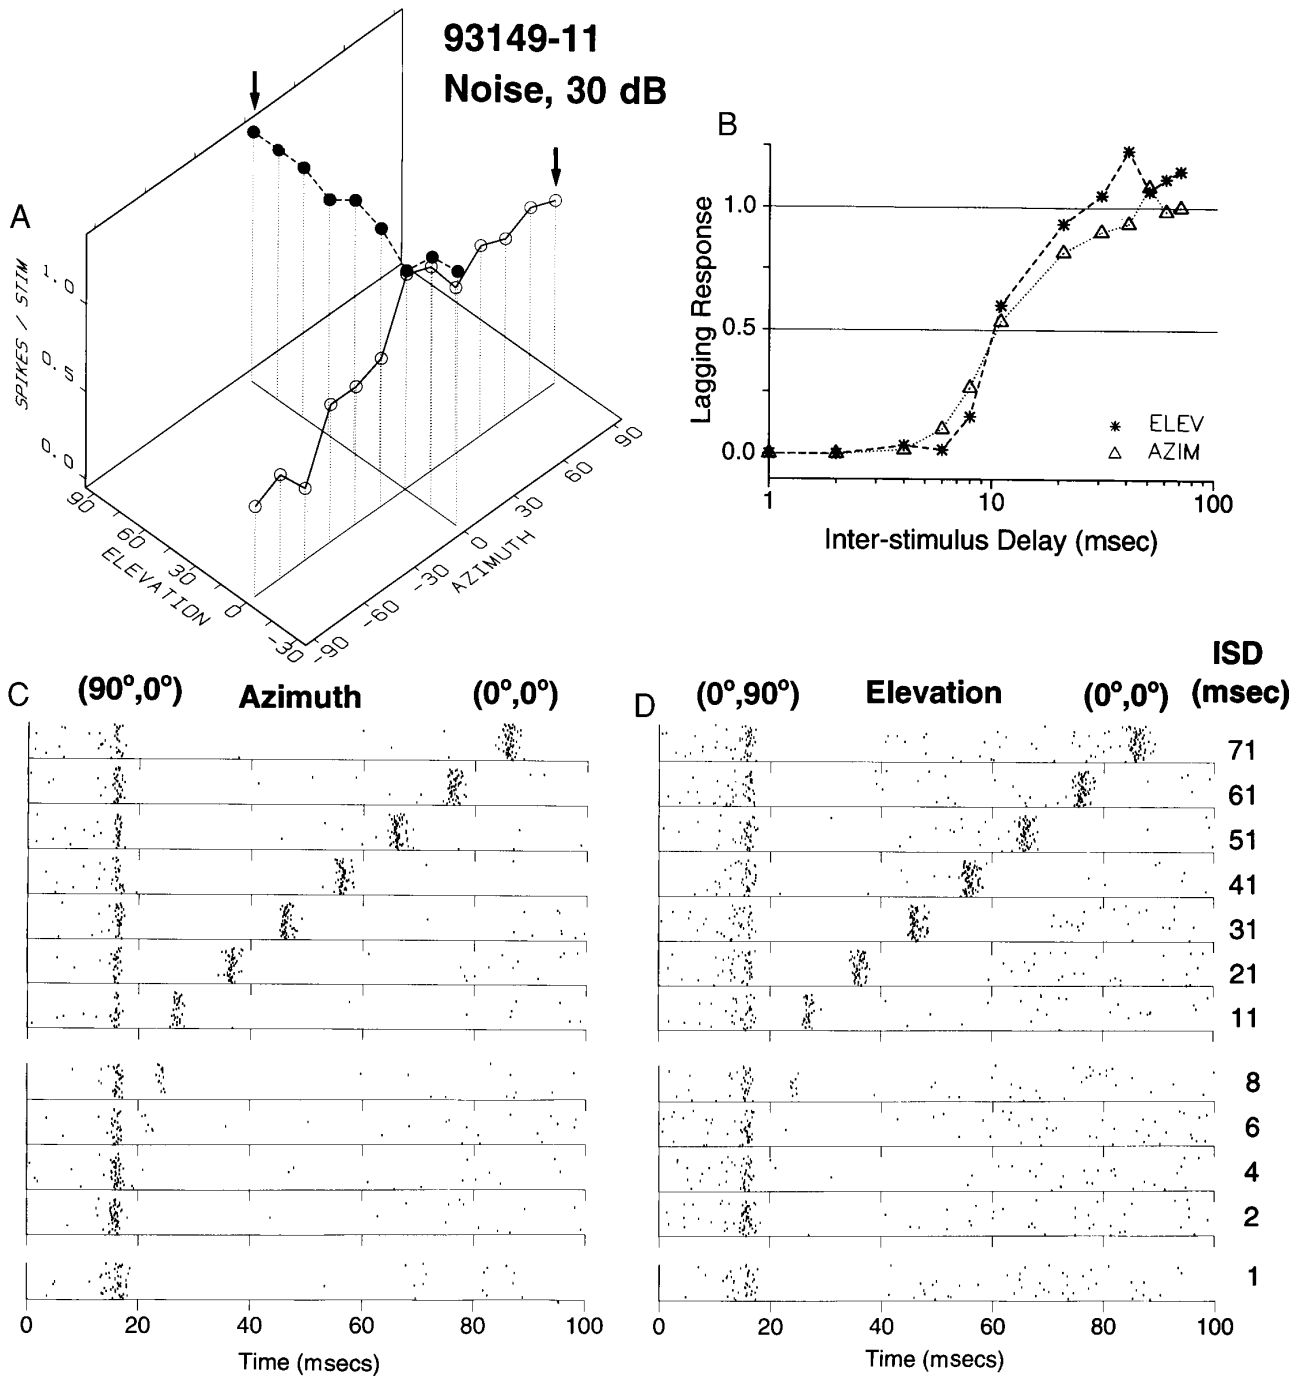 93149-11
Noise, 30 dB
A
SPIKES / STIM
1.0
0.5
0.0
90
60
30
0
-30
ELEVATION
-90
-60
-30
0
30
60
90
AZIMUTH
B
Lagging Response
1.0
0.5
0.0
ELEV
AZIM
1
10
100
Inter-stimulus Delay (msec)
C
(90°,0°)
Azimuth
(0°,0°)
D
(0°,90°)
Elevation
(0°,0°)
ISD
(msec)
71
61
51
41
31
21
11
8
6
4
2
1
0 20 40 60 80 100
Time (msecs)
0 20 40 60 80 100
Time (msecs)